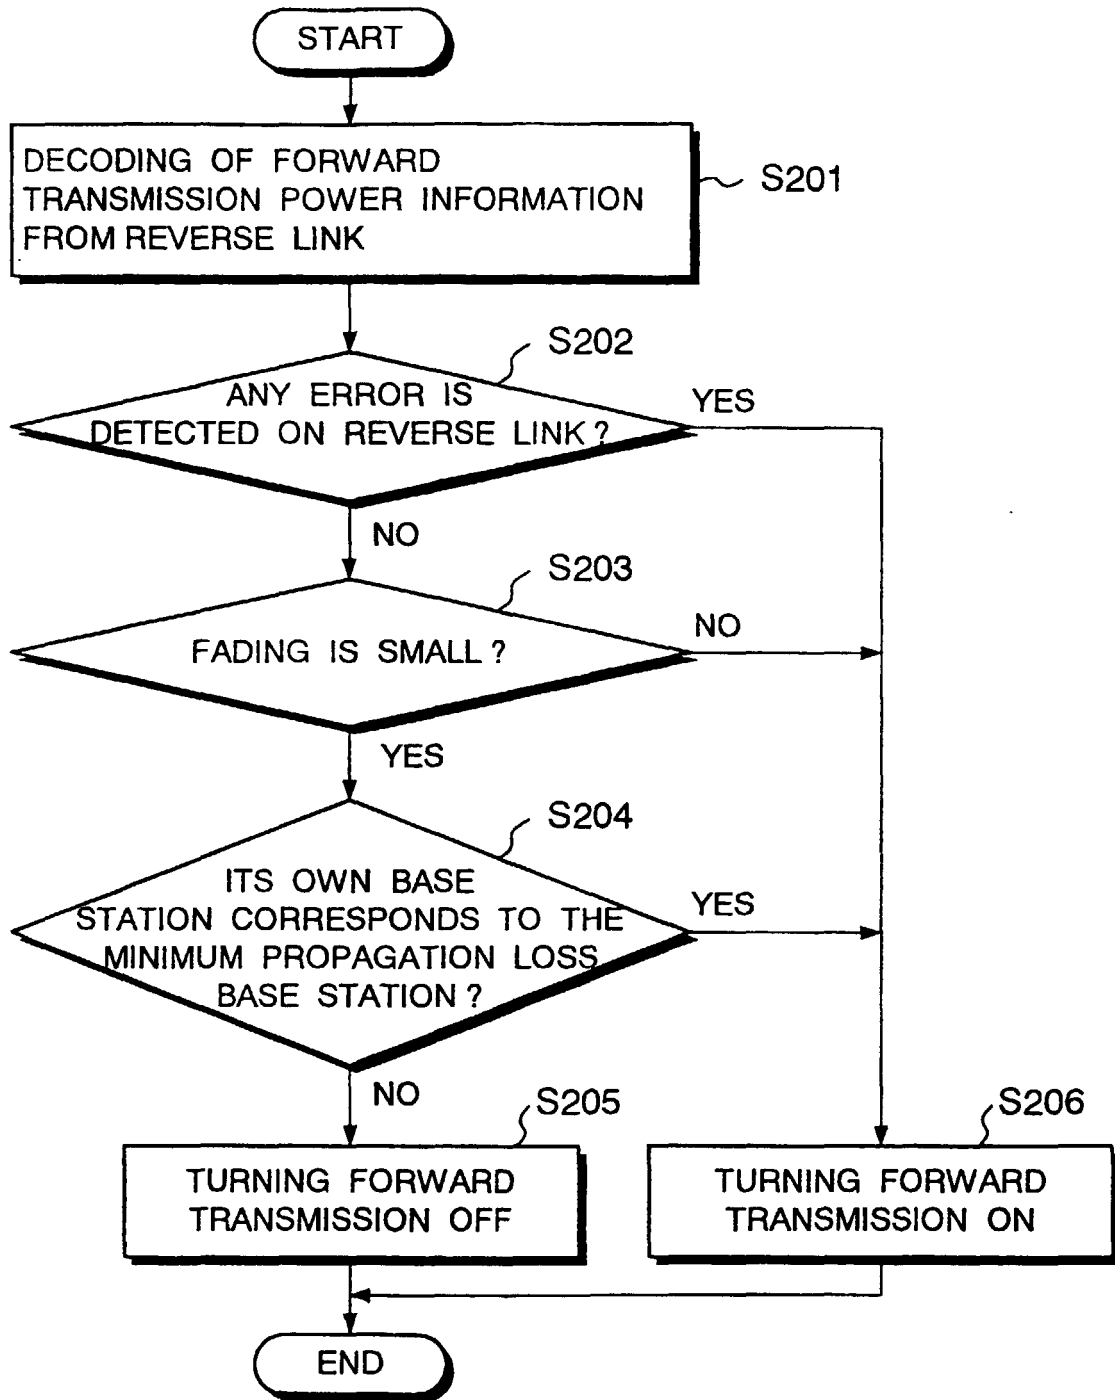 START
DECODING OF FORWARD
TRANSMISSION POWER INFORMATION
FROM REVERSE LINK
S201
S202
ANY ERROR IS
DETECTED ON REVERSE LINK?
YES
NO
S203
FADING IS SMALL?
NO
YES
S204
ITS OWN BASE
STATION CORRESPONDS TO THE
MINIMUM PROPAGATION LOSS
BASE STATION?
YES
NO
S205
S206
TURNING FORWARD
TRANSMISSION OFF
TURNING FORWARD
TRANSMISSION ON
END